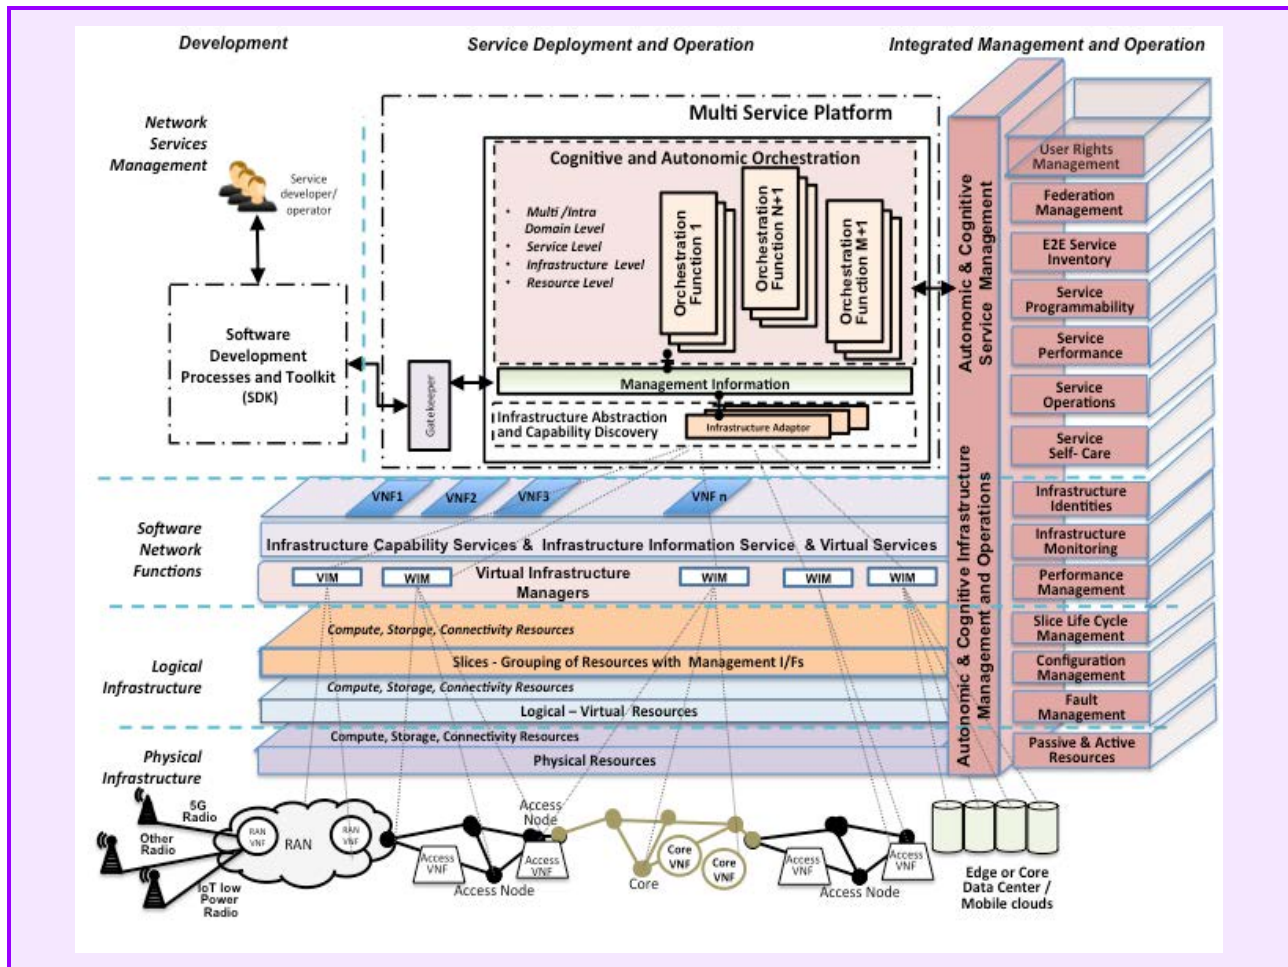 Development
Service Deployment and Operation
Integrated Management and Operation
Network
Services
Management
Service
developer/
operator
Software
Development
Processes and Toolkit
(SDK)
Multi Service Platform
Cognitive and Autonomic Orchestration
• Multi /Intra
Domain Level
• Service Level
• Infrastructure Level
• Resource Level
Orchestration
Function 1
Orchestration
Function N+1
Orchestration
Function M+1
Gatekeeper
Management Information
Infrastructure Abstraction
and Capability Discovery
Infrastructure Adaptor
Autonomic & Cognitive
Service Management
Autonomic & Cognitive Infrastructure
Management and Operations
User Rights
Management
Federation
Management
E2E Service
Inventory
Service
Programmability
Service
Performance
Service
Operations
Service
Self- Care
Infrastructure
Identities
Infrastructure
Monitoring
Performance
Management
Slice Life Cycle
Management
Configuration
Management
Fault
Management
Passive & Active
Resources
Software
Network
Functions
VNF1
VNF2
VNF3
VNF n
Infrastructure Capability Services & Infrastructure Information Service & Virtual Services
VIM
WIM
Virtual Infrastructure
Managers
WIM
WIM
WIM
Logical
Infrastructure
Compute, Storage, Connectivity Resources
Slices - Grouping of Resources with Management I/Fs
Compute, Storage, Connectivity Resources
Logical – Virtual Resources
Physical
Infrastructure
Compute, Storage, Connectivity Resources
Physical Resources
5G
Radio
Other
Radio
IoT low
Power
Radio
RAN
VNF
RAN
RAN
VNF
Access
VNF
Access Node
Access
Node
Access
VNF
Core
Core
VNF
Core
VNF
Access
VNF
Access Node
Access
VNF
Edge or Core
Data Center /
Mobile clouds